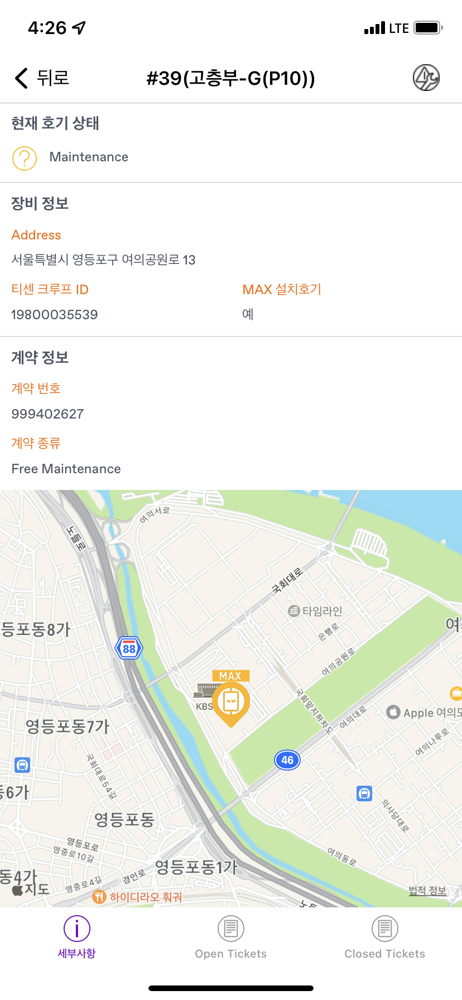 4:26
LTE
뒤로
#39(고층부-G(P10))
현재 호기 상태
Maintenance
장비 정보
Address
서울특별시 영등포구 여의공원로 13
티센 크루프 ID
MAX 설치호기
19800035539
예
계약 정보
계약 번호
999402627
계약 종류
Free Maintenance
여의서로
노들로
국회대로
타임라인
은행로
등포동8가
여
88
여의공원로
MAX
KBS
국회앞지하차도
여의대로
Apple 여의도
영등포동7가
여의나루로
46
국회대로54길
동6가
의사당대로
영등포동
영등포로
영중로10길
여의동로
영등포동1가
동4가
지도
영중로4길
경인로
하이디라오 훠궈
법적 정보
노들
세부사항
Open Tickets
Closed Tickets